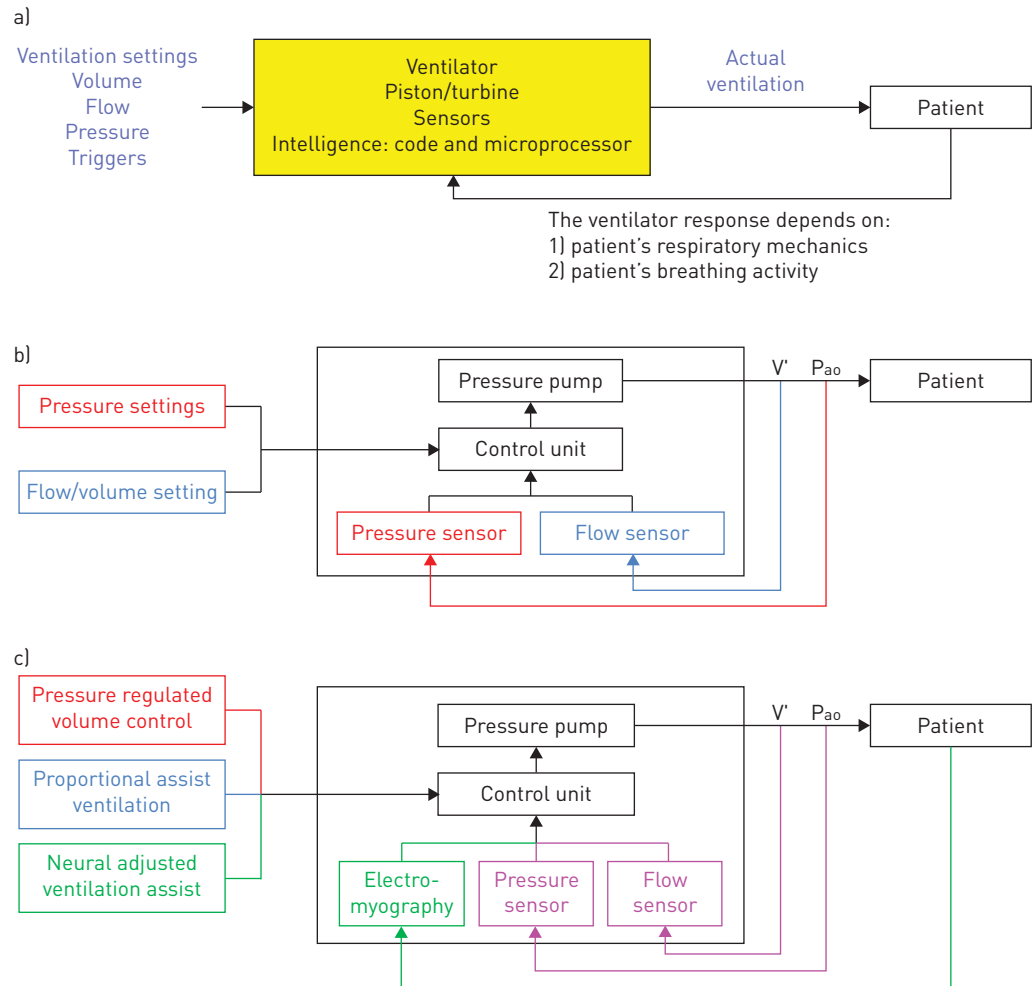 a)
Ventilation settings
Volume
Flow
Pressure
Triggers
Ventilator
Piston/turbine
Sensors
Intelligence: code and microprocessor
Actual
ventilation
Patient
The ventilator response depends on:
1) patient's respiratory mechanics
2) patient's breathing activity
b)
Pressure settings
Flow/volume setting
Pressure pump
Control unit
Pressure sensor
Flow sensor
V'
Pao
Patient
c)
Pressure regulated
volume control
Proportional assist
ventilation
Neural adjusted
ventilation assist
Pressure pump
Control unit
Electro-
myography
Pressure
sensor
Flow
sensor
V'
Pao
Patient